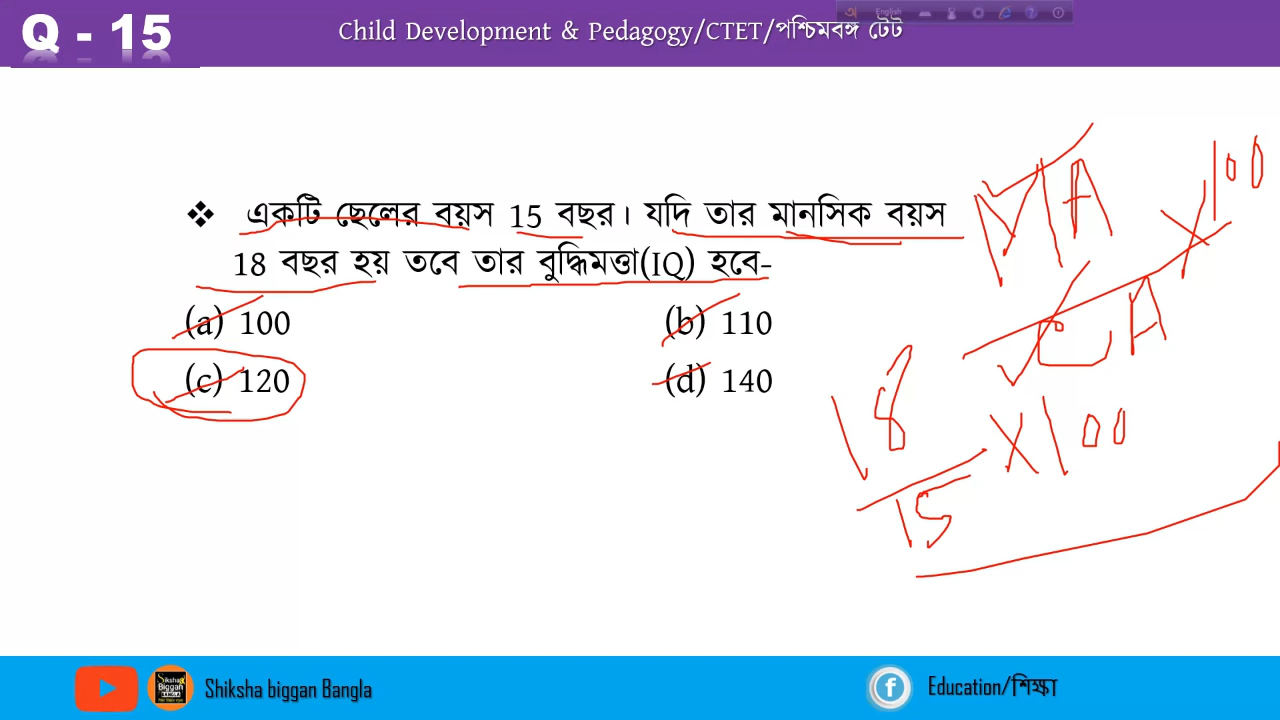 Q - 15
Child Development & Pedagogy/CTET/পশ্চিমবঙ্গ টেট
English
❖ একটি ছেলের বয়স 15 বছর। যদি তার মানসিক বয়স
18 বছর হয় তবে তার বুদ্ধিমত্তা(IQ) হবে-
(a) 100
(b) 110
(c) 120
(d) 140
MA
CA
X100
18
15
X100
Shiksha biggan Bangla
Education/শিক্ষা